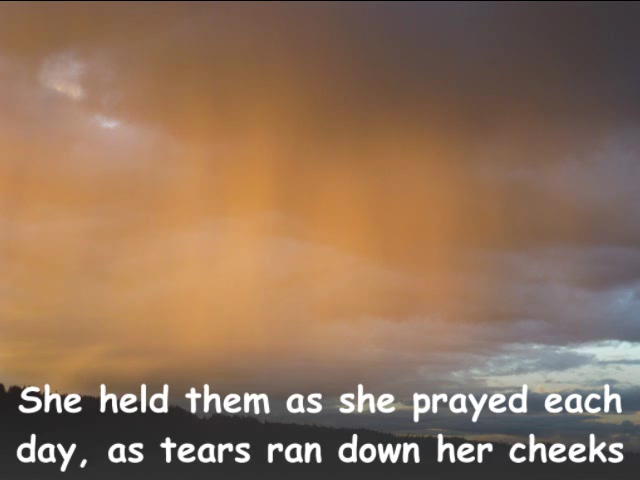 She held them as she prayed each
day, as tears ran down her cheeks